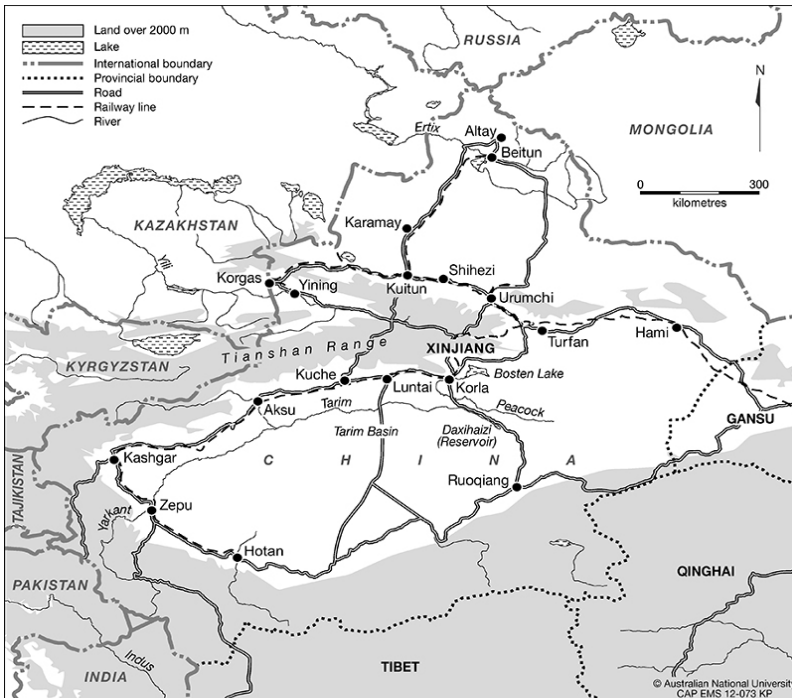 Land over 2000 m
Lake
International boundary
Provincial boundary
Road
Railway line
River
RUSSIA
N
MONGOLIA
0
300
kilometres
Ertix
Altay
Beitun
KAZAKHSTAN
Karamay
Yili
Korgas
Yining
Kuitun
Shihezi
Urumchi
KYRGYZSTAN
Tianshan Range
XINJIANG
Turfan
Hami
Kuche
Luntai
Korla
Bosten Lake
Aksu
Tarim
Peacock
GANSU
Tarim Basin
Daxihaizi
(Reservoir)
Kashgar
CHINA
Ruoqiang
TAJIKISTAN
Zepu
Yarkant
Hotan
PAKISTAN
QINGHAI
Indus
INDIA
TIBET
© Australian National University
CAP EMS 12-073 KP